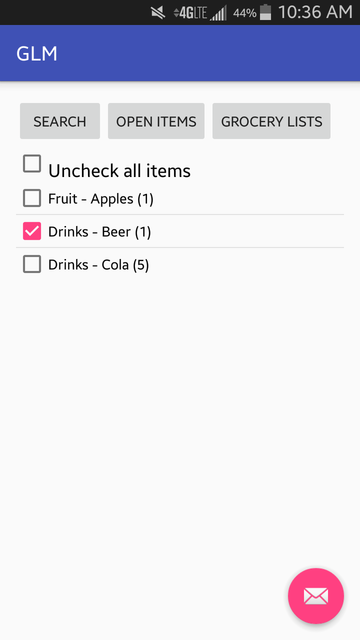 4G LTE 44% 10:36 AM
GLM
SEARCH OPEN ITEMS GROCERY LISTS
Uncheck all items
Fruit - Apples (1)
Drinks - Beer (1)
Drinks - Cola (5)